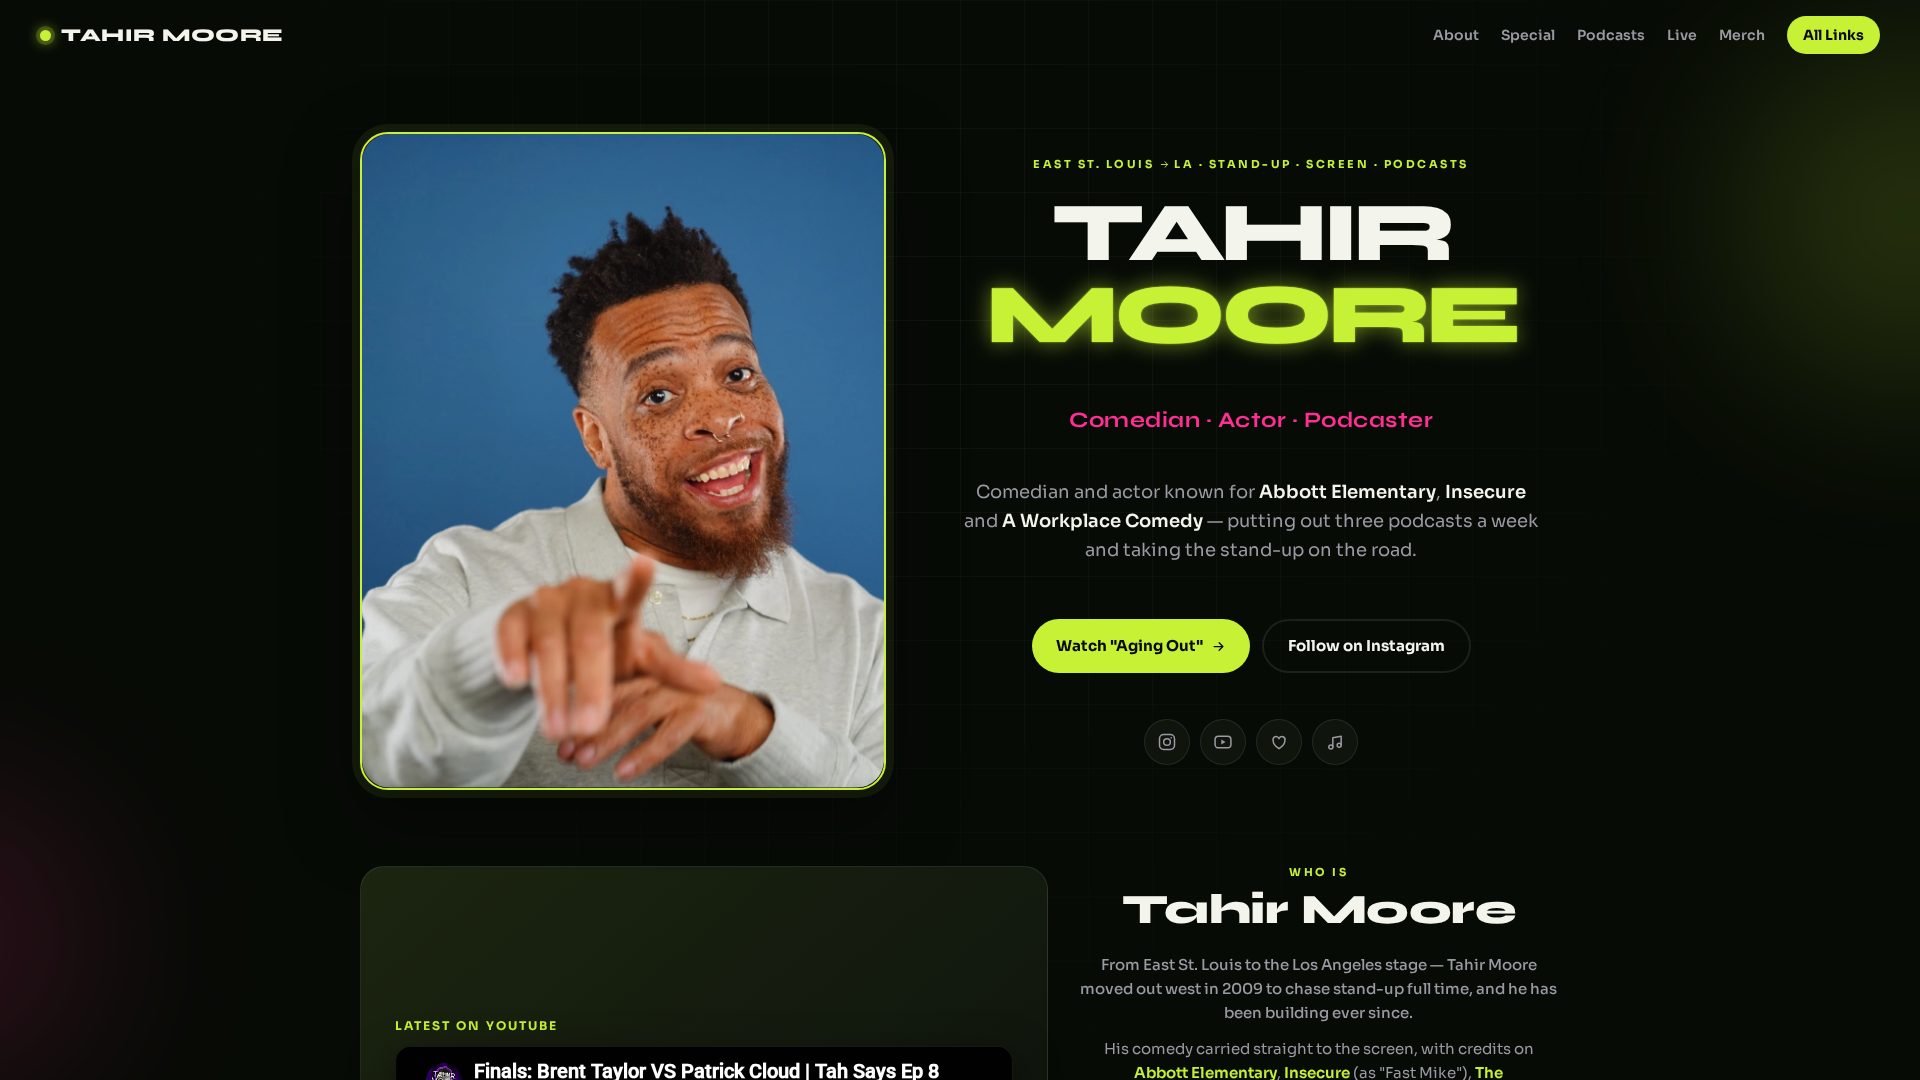 TAHIR MOORE
About
Special
Podcasts
Live
Merch
All Links
EAST ST. LOUIS → LA · STAND-UP · SCREEN · PODCASTS
TAHIR
MOORE
Comedian · Actor · Podcaster
Comedian and actor known for Abbott Elementary, Insecure
and A Workplace Comedy — putting out three podcasts a week
and taking the stand-up on the road.
Watch "Aging Out" →
Follow on Instagram
WHO IS
Tahir Moore
From East St. Louis to the Los Angeles stage — Tahir Moore
moved out west in 2009 to chase stand-up full time, and he has
been building ever since.
His comedy carried straight to the screen, with credits on
Abbott Elementary, Insecure (as "Fast Mike"), The
LATEST ON YOUTUBE
Finals: Brent Taylor VS Patrick Cloud | Tah Says Ep 8